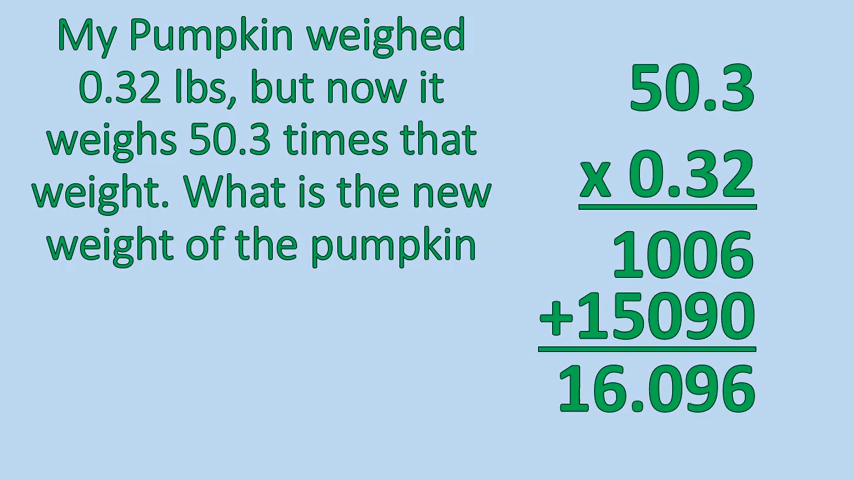 My Pumpkin weighed
0.32 lbs, but now it
weighs 50.3 times that
weight. What is the new
weight of the pumpkin
50.3
x 0.32
1006
+15090
16.096